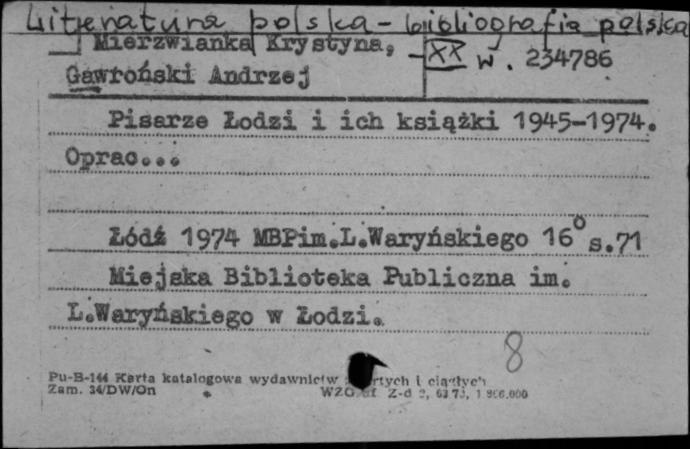 Literatura polska - bibliografia polska
Mierzwianka Krystyna, XX w. 234786
Gawroński Andrzej
Pisarze Łodzi i ich książki 1945-1974.
Oprac...
Łódź 1974 MBPim.L.Waryńskiego 16° s.71
Miejska Biblioteka Publiczna im.
L.Waryńskiego w Łodzi.
8
Pu-B-144 Karta katalogowa wydawnictw i ciągłych
Zam. 34/DW/On WZGraf. Z-d